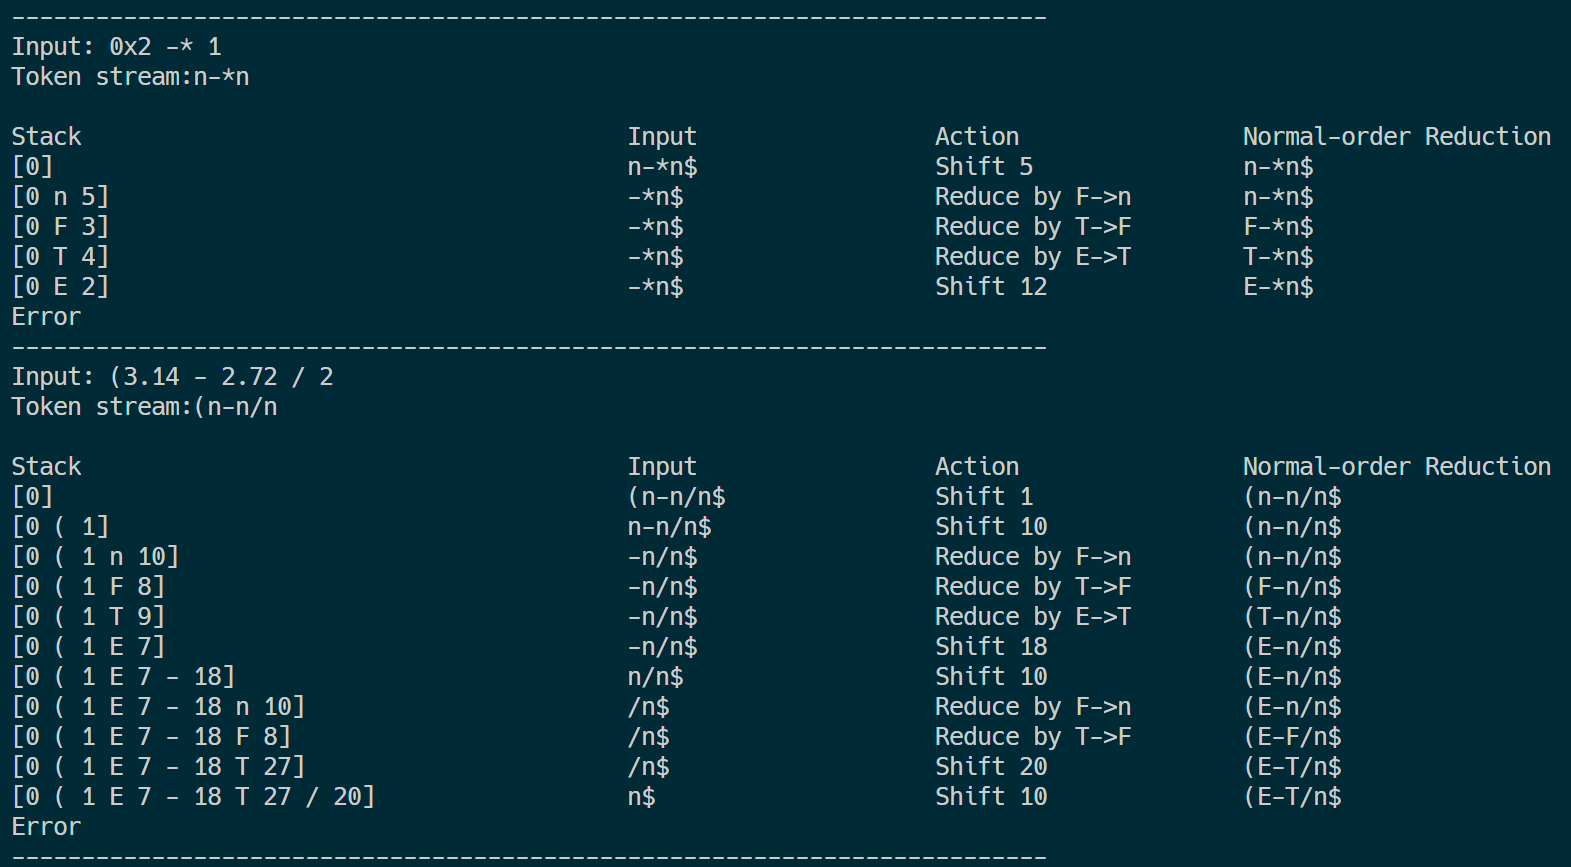 --------------------------------------------------------------------------
Input: 0x2 -* 1
Token stream:n-*n

Stack                                       Input                 Action                Normal-order Reduction
[0]                                         n-*n$                 Shift 5               n-*n$
[0 n 5]                                     -*n$                  Reduce by F->n        n-*n$
[0 F 3]                                     -*n$                  Reduce by T->F        F-*n$
[0 T 4]                                     -*n$                  Reduce by E->T        T-*n$
[0 E 2]                                     -*n$                  Shift 12              E-*n$
Error
--------------------------------------------------------------------------
Input: (3.14 - 2.72 / 2
Token stream:(n-n/n

Stack                                       Input                 Action                Normal-order Reduction
[0]                                         (n-n/n$               Shift 1               (n-n/n$
[0 ( 1]                                     n-n/n$                Shift 10              (n-n/n$
[0 ( 1 n 10]                                -n/n$                 Reduce by F->n        (n-n/n$
[0 ( 1 F 8]                                 -n/n$                 Reduce by T->F        (F-n/n$
[0 ( 1 T 9]                                 -n/n$                 Reduce by E->T        (T-n/n$
[0 ( 1 E 7]                                 -n/n$                 Shift 18              (E-n/n$
[0 ( 1 E 7 - 18]                            n/n$                  Shift 10              (E-n/n$
[0 ( 1 E 7 - 18 n 10]                       /n$                   Reduce by F->n        (E-n/n$
[0 ( 1 E 7 - 18 F 8]                        /n$                   Reduce by T->F        (E-F/n$
[0 ( 1 E 7 - 18 T 27]                       /n$                   Shift 20              (E-T/n$
[0 ( 1 E 7 - 18 T 27 / 20]                  n$                    Shift 10              (E-T/n$
Error
--------------------------------------------------------------------------